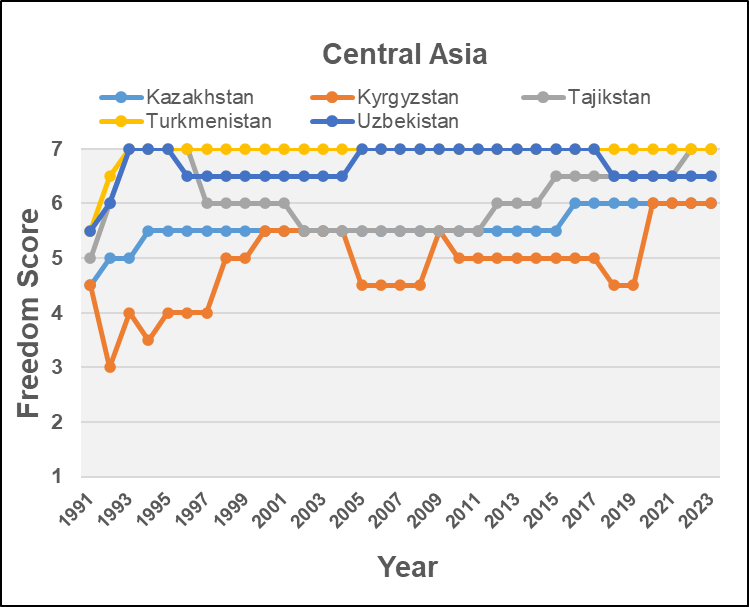 Central Asia
Kazakhstan Kyrgyzstan Tajikstan
Turkmenistan Uzbekistan
7
6
5
4
3
2
1
Freedom Score
1991 1993 1995 1997 1999 2001 2003 2005 2007 2009 2011 2013 2015 2017 2019 2021 2023
Year